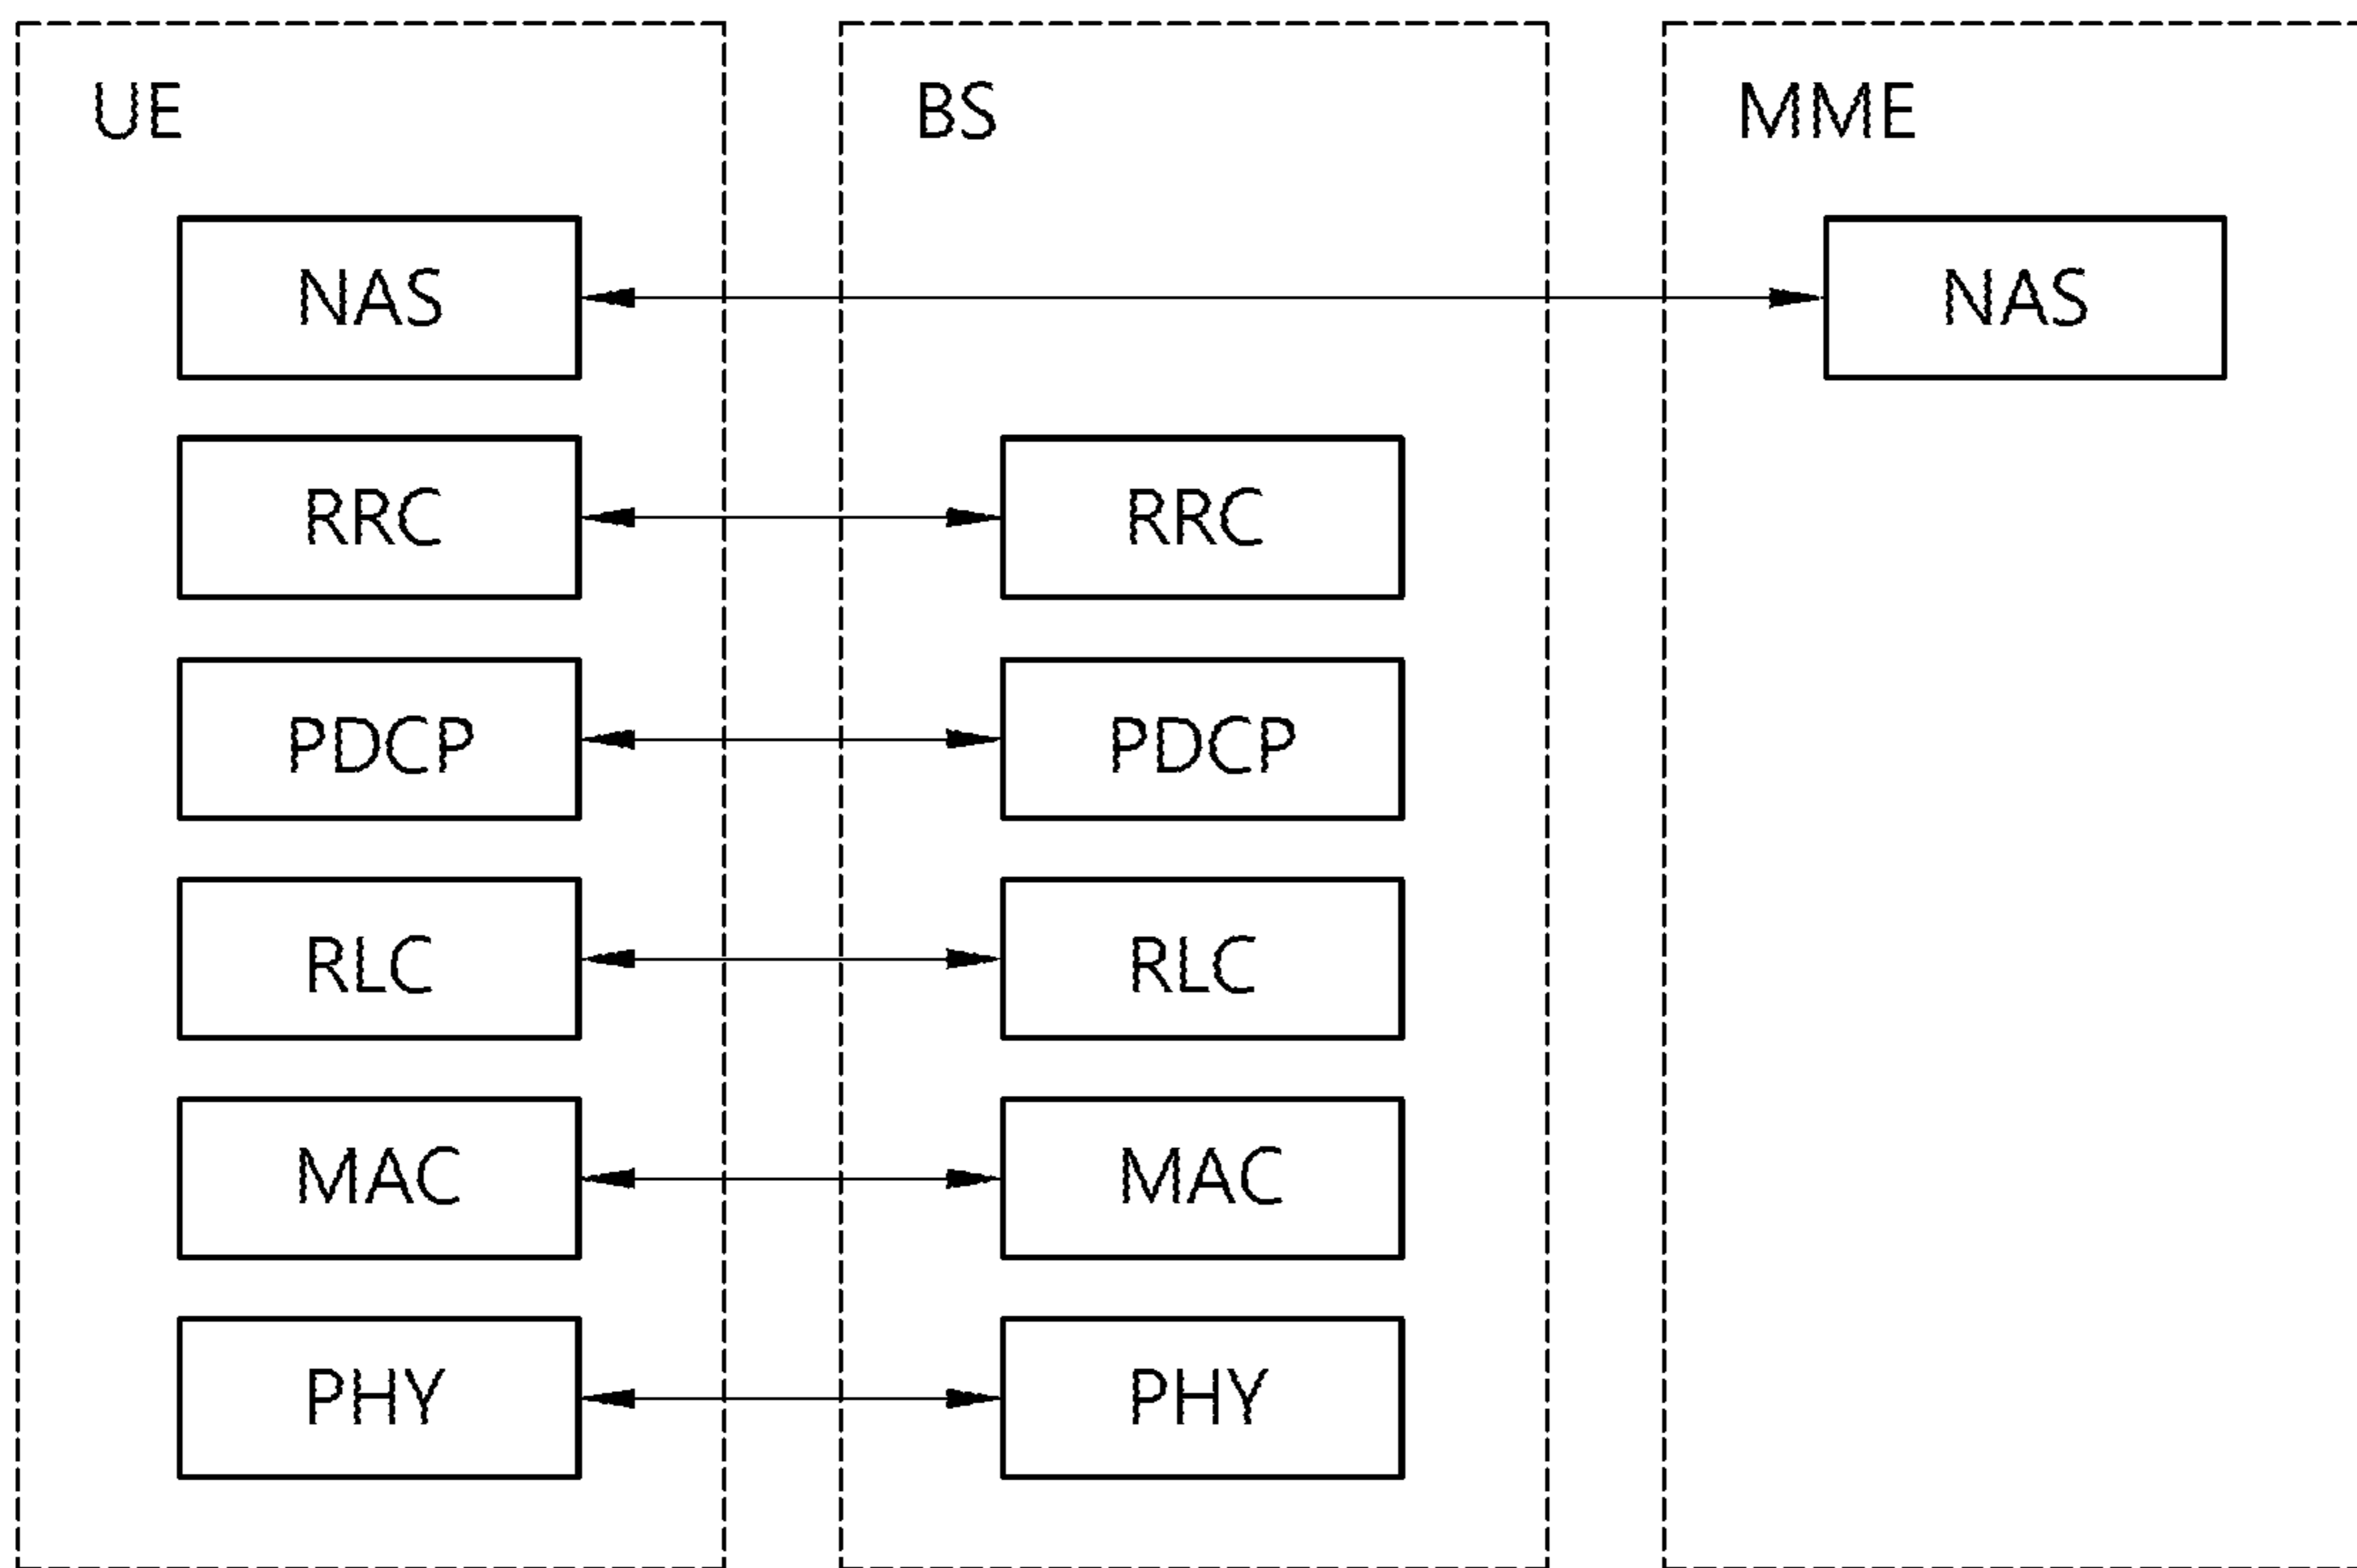 UE BS MME
NAS NAS
RRC RRC
PDCP PDCP
RLC RLC
MAC MAC
PHY PHY